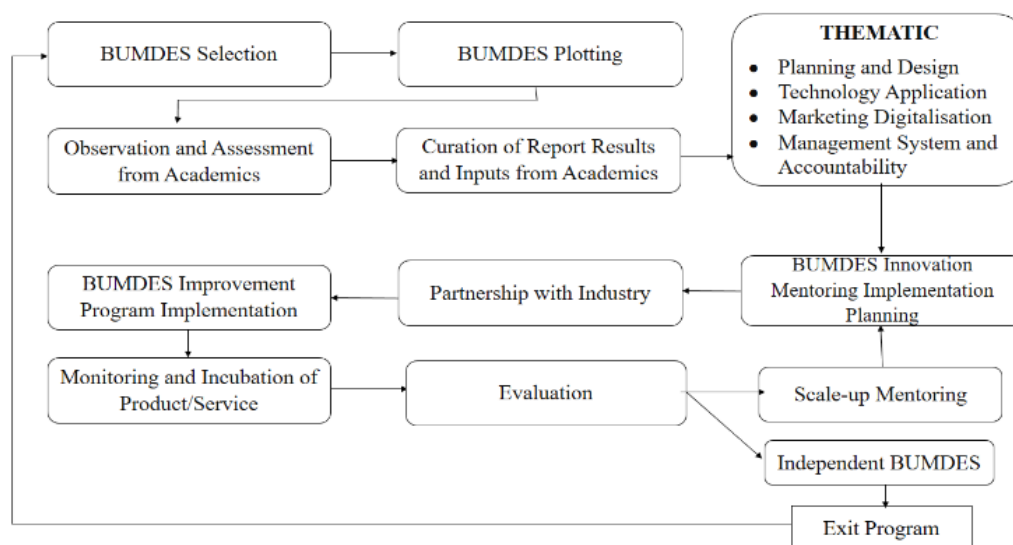 BUMDES Selection
BUMDES Plotting
THEMATIC
● Planning and Design
● Technology Application
● Marketing Digitalisation
● Management System and
Accountability
Observation and Assessment
from Academics
Curation of Report Results
and Inputs from Academics
BUMDES Improvement
Program Implementation
Partnership with Industry
BUMDES Innovation
Mentoring Implementation
Planning
Monitoring and Incubation of
Product/Service
Evaluation
Scale-up Mentoring
Independent BUMDES
Exit Program